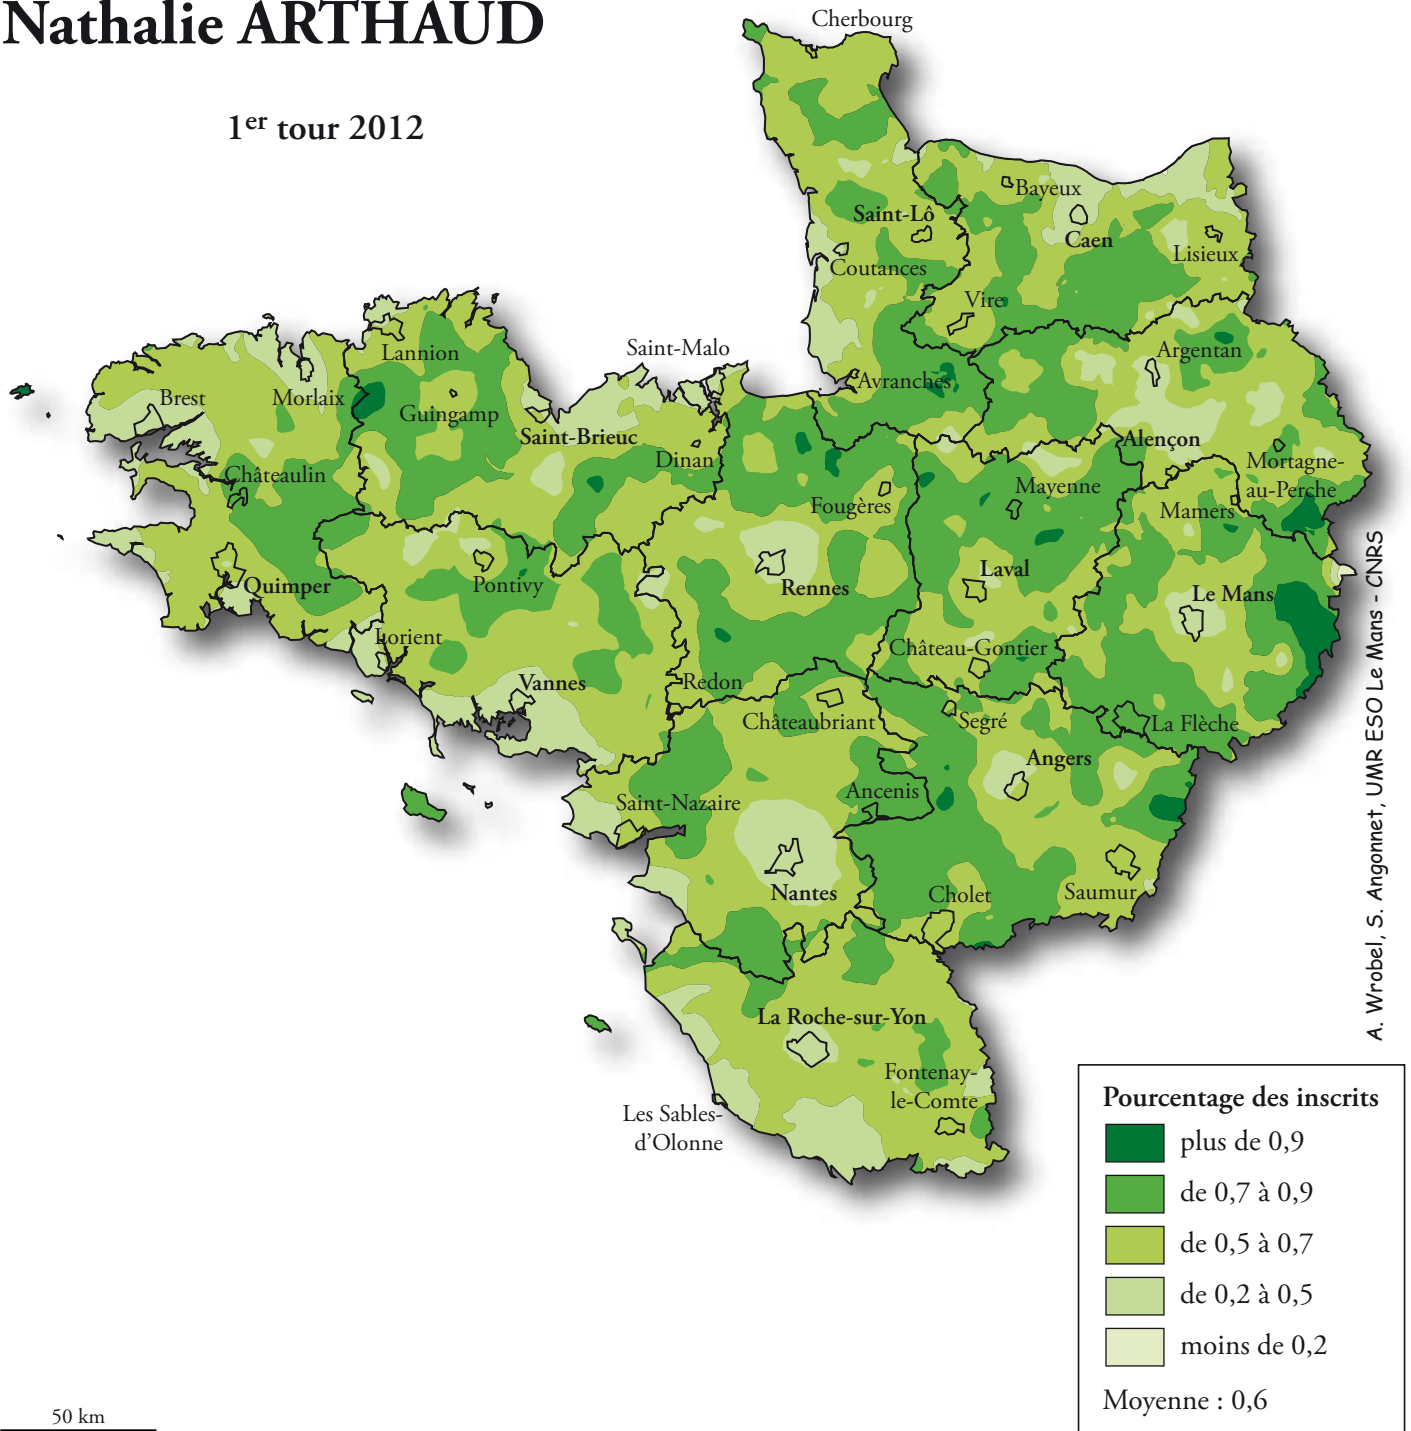 Nathalie ARTHAUD
1er tour 2012
Cherbourg
Bayeux
Saint-Lô
Caen
Lisieux
Coutances
Vire
Argentan
Avranches
Lannion
Saint-Malo
Brest
Morlaix
Guingamp
Saint-Brieuc
Dinan
Alençon
Mortagne-
au-Perche
Châteaulin
Fougères
Mayenne
Mamers
Quimper
Pontivy
Rennes
Laval
Le Mans
Lorient
Château-Gontier
Vannes
Redon
Châteaubriant
Segré
La Flèche
Angers
Saint-Nazaire
Ancenis
Nantes
Cholet
Saumur
La Roche-sur-Yon
Fontenay-
le-Comte
Les Sables-
d'Olonne
A. Wrobel, S. Angonnet, UMR ESO Le Mans - CNRS
Pourcentage des inscrits
plus de 0,9
de 0,7 à 0,9
de 0,5 à 0,7
de 0,2 à 0,5
moins de 0,2
Moyenne : 0,6
50 km